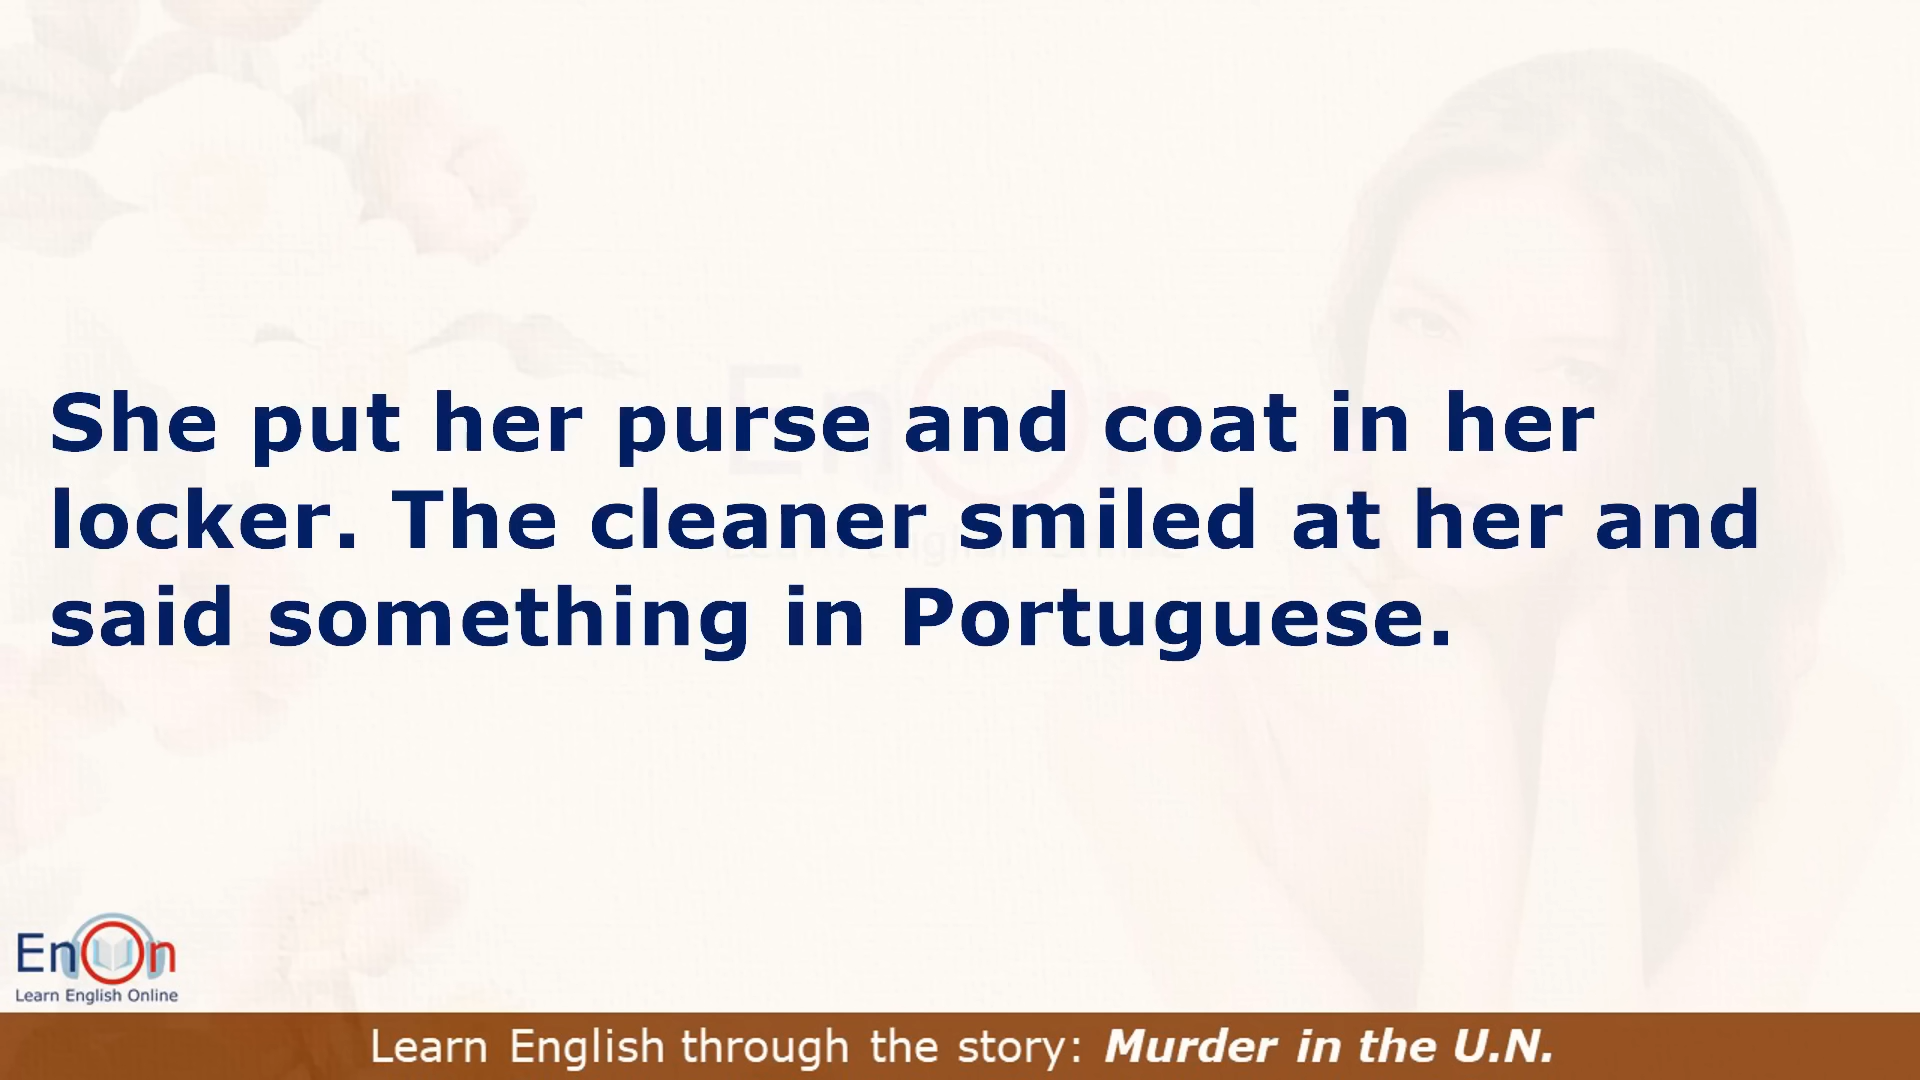 She put her purse and coat in her
locker. The cleaner smiled at her and
said something in Portuguese.
EnOn
Learn English Online
Learn English through the story: Murder in the U.N.